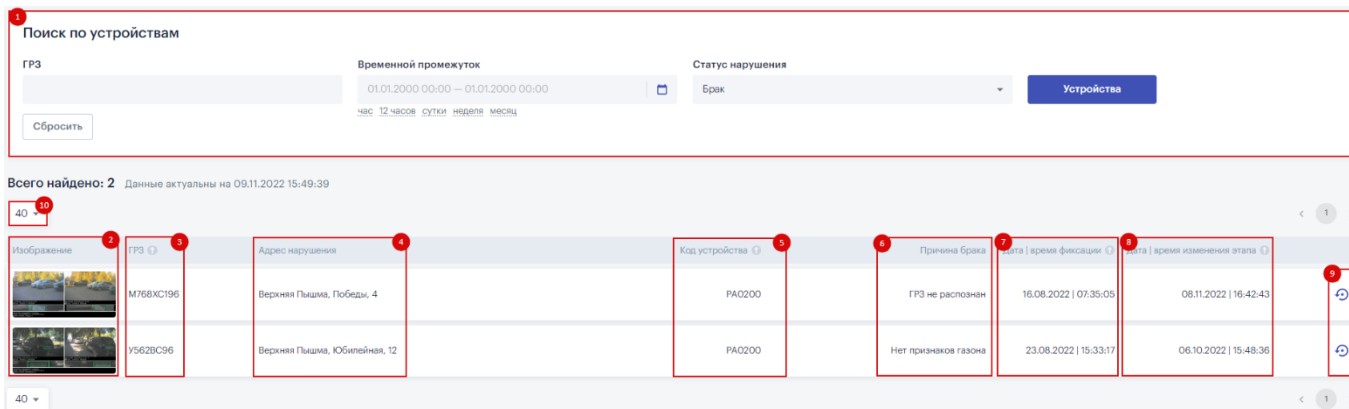 1
Поиск по устройствам
ГРЗ Временной промежуток Статус нарушения
01.01.2000 00:00 — 01.01.2000 00:00 Брак Устройства
час 12 часов сутки неделя месяц
Сбросить
Всего найдено: 2 Данные актуальны на 09.11.2022 15:49:39
10
40 1
2 3 4 5 6 7 8
Изображение ГРЗ Адрес нарушения Код устройства Причина брака Дата | время фиксации Дата | время изменения этапа
9
М768ХС196 Верхняя Пышма, Победы, 4 PA0200 ГРЗ не распознан 16.08.2022 | 07:35:05 08.11.2022 | 16:42:43
У562ВС96 Верхняя Пышма, Юбилейная, 12 PA0200 Нет признаков газона 23.08.2022 | 15:33:17 06.10.2022 | 15:48:36
40 1